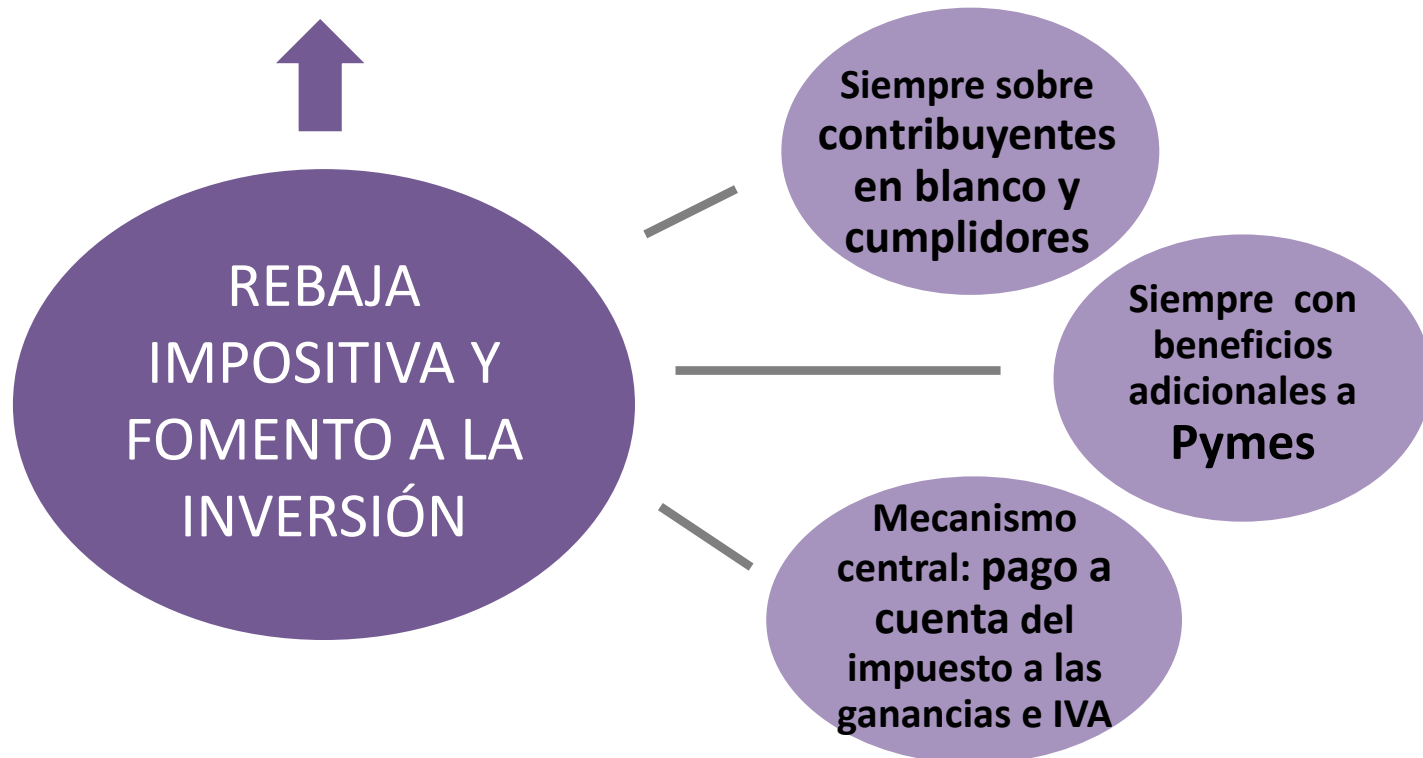 REBAJA
IMPOSITIVA Y
FOMENTO A LA
INVERSIÓN
Siempre sobre
contribuyentes
en blanco y
cumplidores
Siempre con
beneficios
adicionales a
Pymes
Mecanismo
central: pago a
cuenta del
impuesto a las
ganancias e IVA